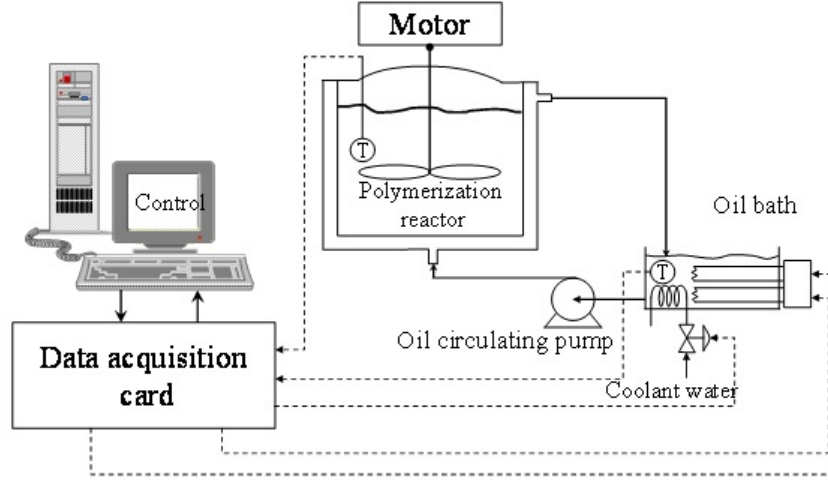 Motor
T
Control
Polymerization
reactor
Oil bath
T
Oil circulating pump
Data acquisition
card
Coolant water